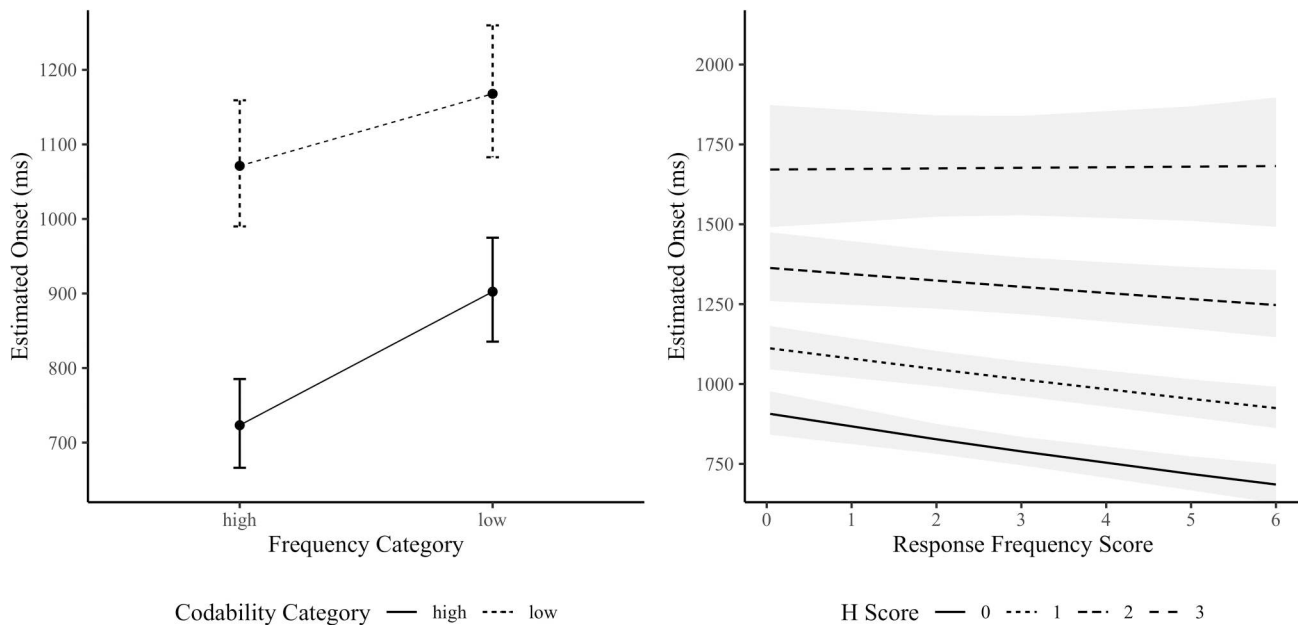 1200
1100
1000
900
800
700
Estimated Onset (ms)
high low
Frequency Category
Codability Category high low
2000
1750
1500
1250
1000
750
Estimated Onset (ms)
0 1 2 3 4 5 6
Response Frequency Score
H Score 0 1 2 3